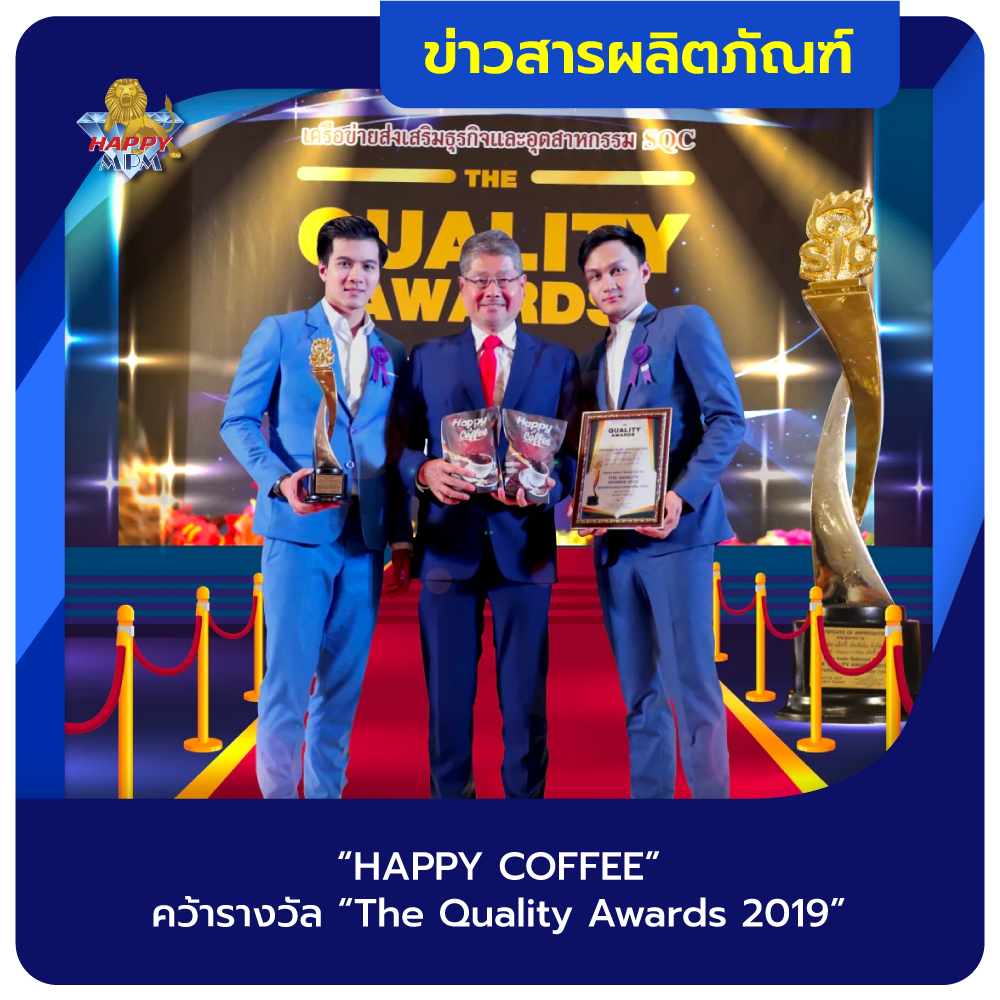 ข่าวสารผลิตภัณฑ์
HAPPY
MPM
เครือข่ายส่งเสริมธุรกิจและอุตสาหกรรม SQC
THE
QUALITY
AWARDS
Happy
Coffee
Happy
Coffee
QUALITY
AWARDS
THE QUALITY
AWARDS 2019
CERTIFICATE OF APPRECIATION
“HAPPY COFFEE”
คว้ารางวัล “The Quality Awards 2019”